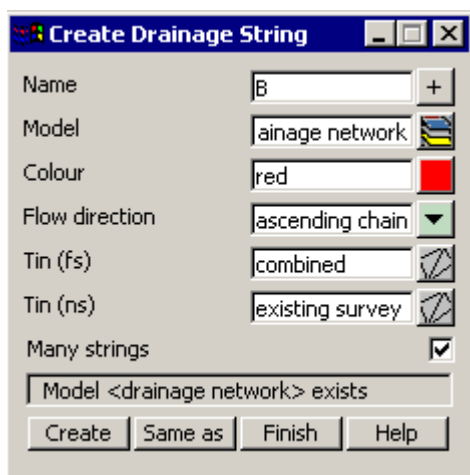 Create Drainage String
Name B +
Model ainage network
Colour red
Flow direction ascending chain
Tin (fs) combined
Tin (ns) existing survey
Many strings
Model <drainage network> exists
Create Same as Finish Help